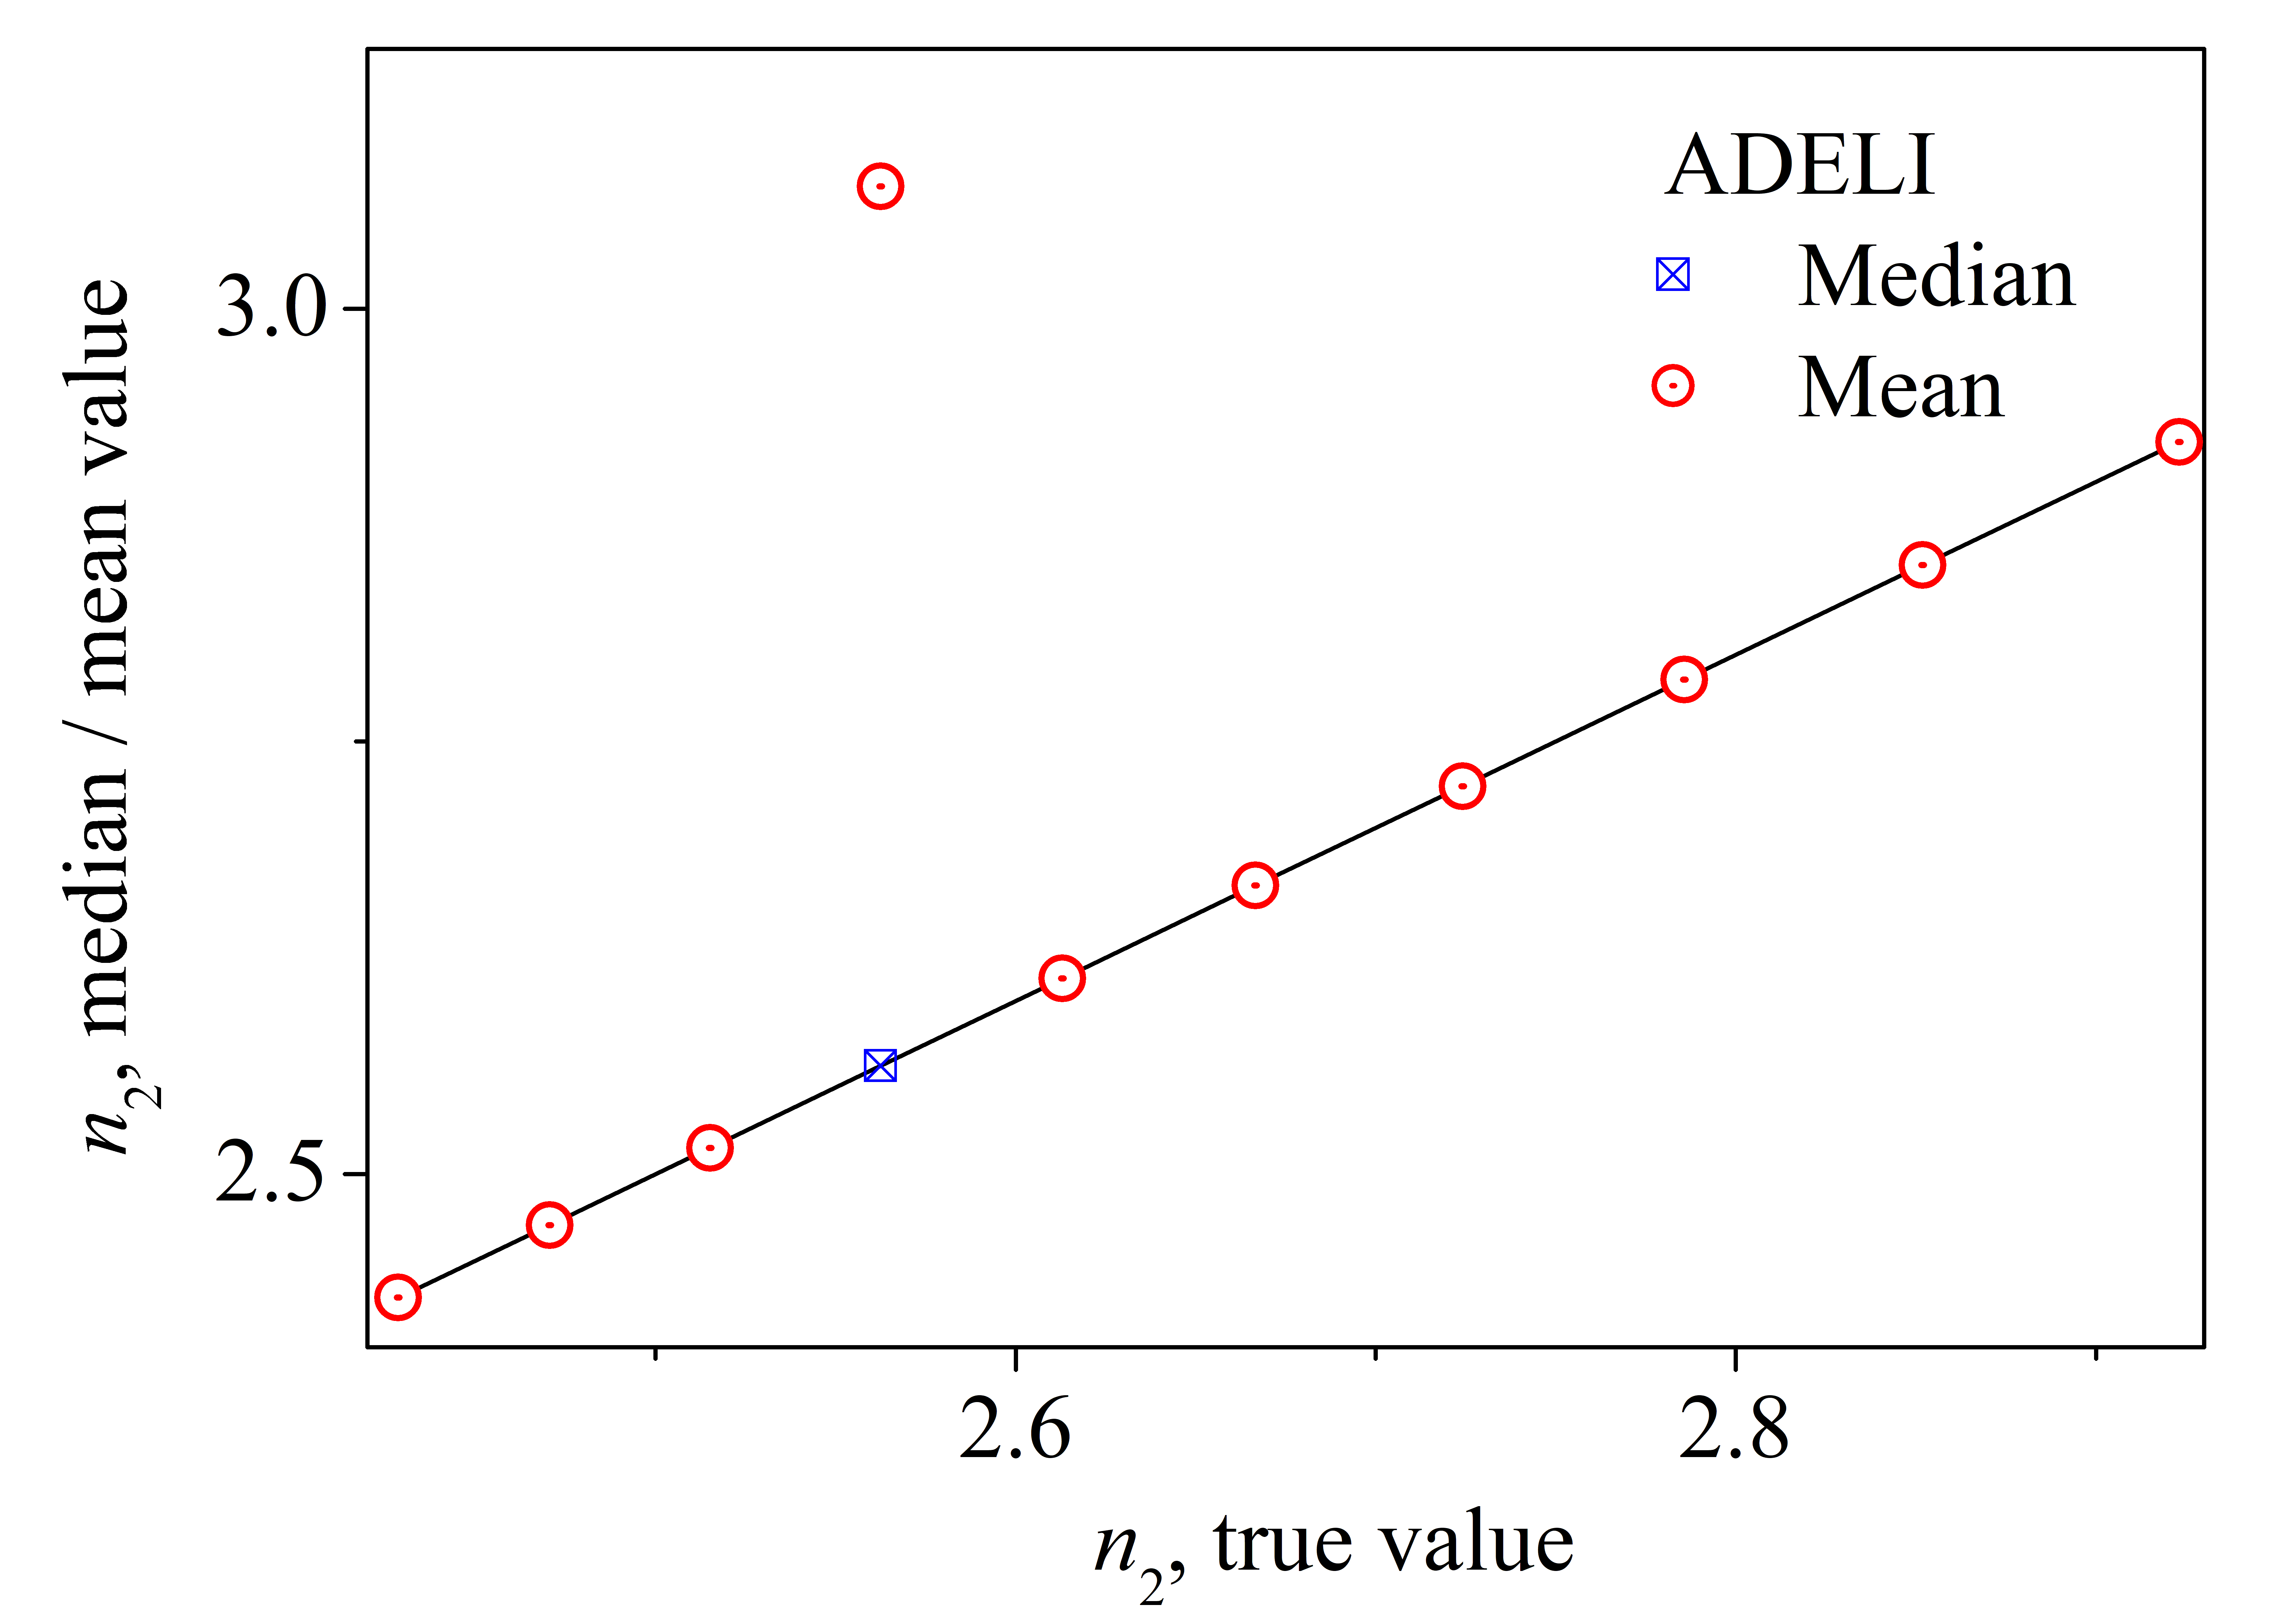 ADELI
Median
Mean
3.0
2.5
n2, median / mean value
2.6
2.8
n2, true value